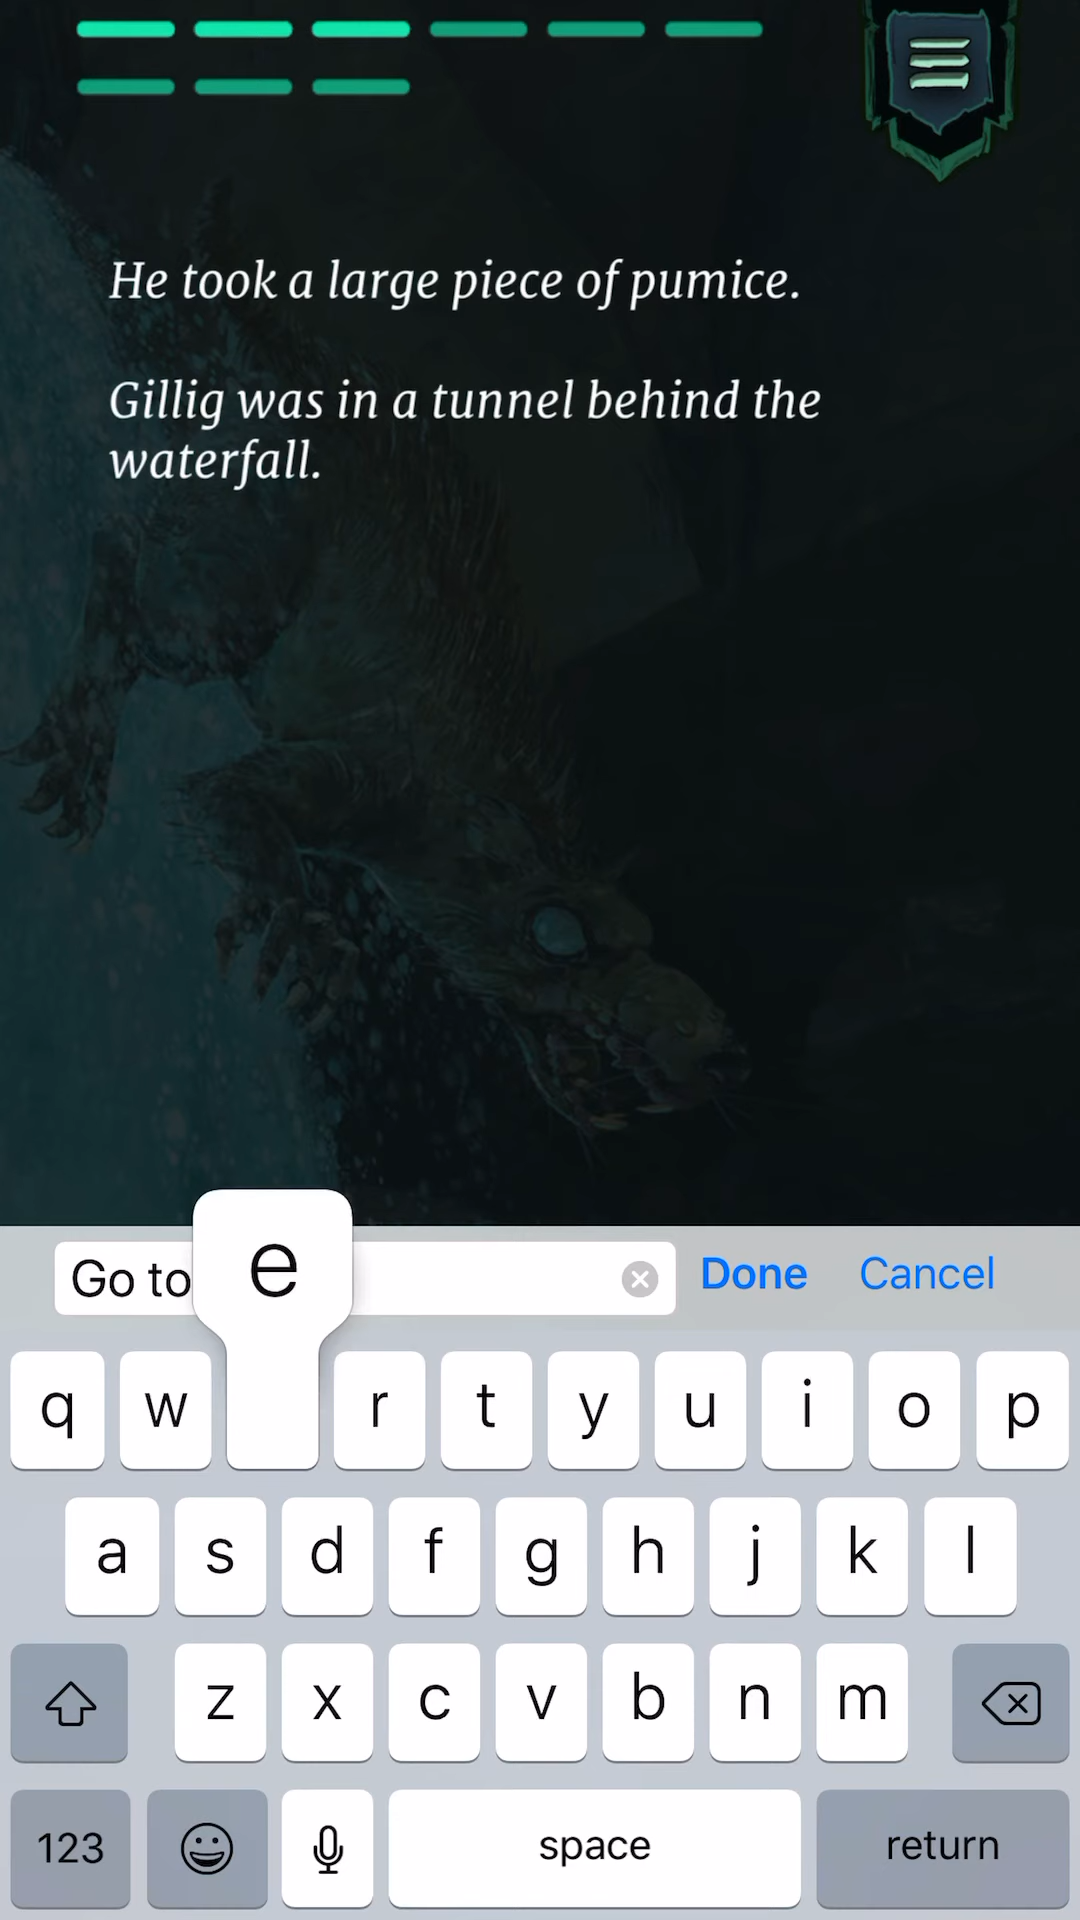 He took a large piece of pumice.
Gillig was in a tunnel behind the
waterfall.
Go to
e
Done
Cancel
q w r t y u i o p
a s d f g h j k l
z x c v b n m
123 space return